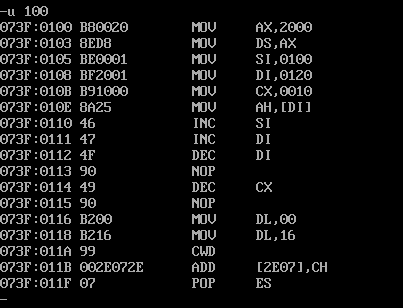 -u 100
073F:0100 B80020 MOV AX,2000
073F:0103 8ED8 MOV DS,AX
073F:0105 BE0001 MOV SI,0100
073F:0108 BF2001 MOV DI,0120
073F:010B B91000 MOV CX,0010
073F:010E 8A25 MOV AH,[DI]
073F:0110 46 INC SI
073F:0111 47 INC DI
073F:0112 4F DEC DI
073F:0113 90 NOP
073F:0114 49 DEC CX
073F:0115 90 NOP
073F:0116 B200 MOV DL,00
073F:0118 B216 MOV DL,16
073F:011A 99 CWD
073F:011B 002E072E ADD [2E07],CH
073F:011F 07 POP ES
-